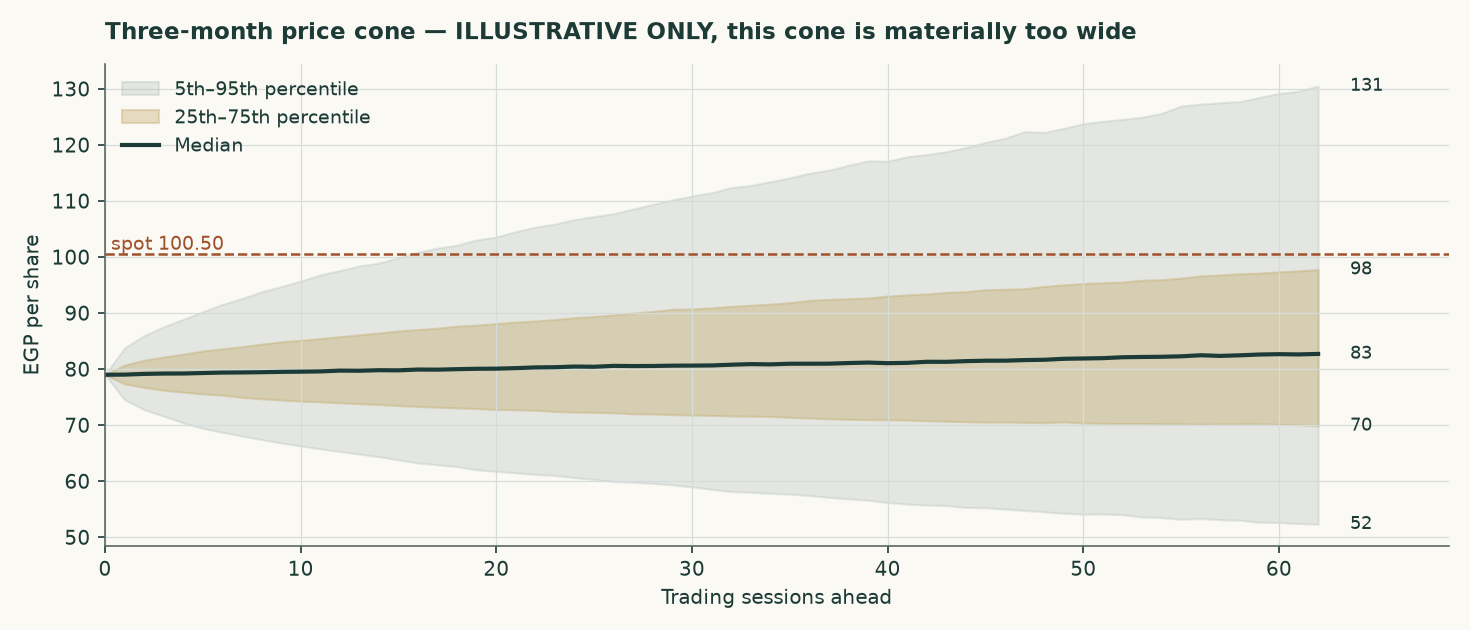 Three-month price cone — ILLUSTRATIVE ONLY, this cone is materially too wide
5th–95th percentile
25th–75th percentile
Median
131
130
120
110
spot 100.50
100
98
90
83
80
70
70
60
52
50
EGP per share
0 10 20 30 40 50 60
Trading sessions ahead